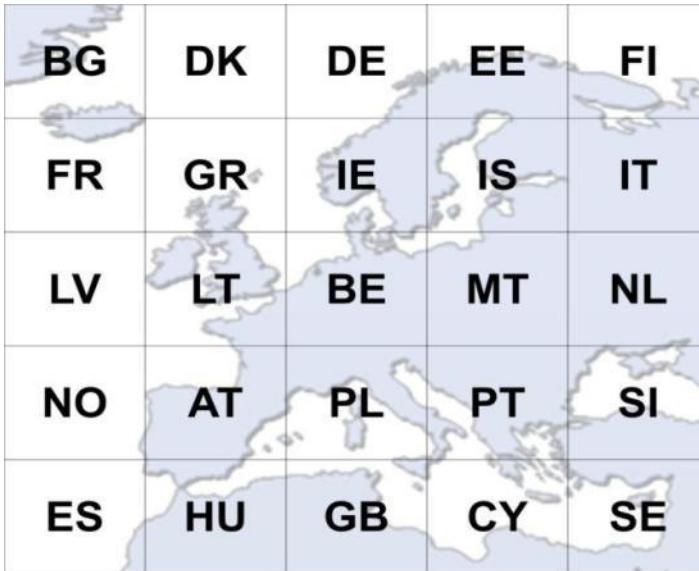 BG DK DE EE FI
FR GR IE IS IT
LV LT BE MT NL
NO AT PL PT SI
ES HU GB CY SE